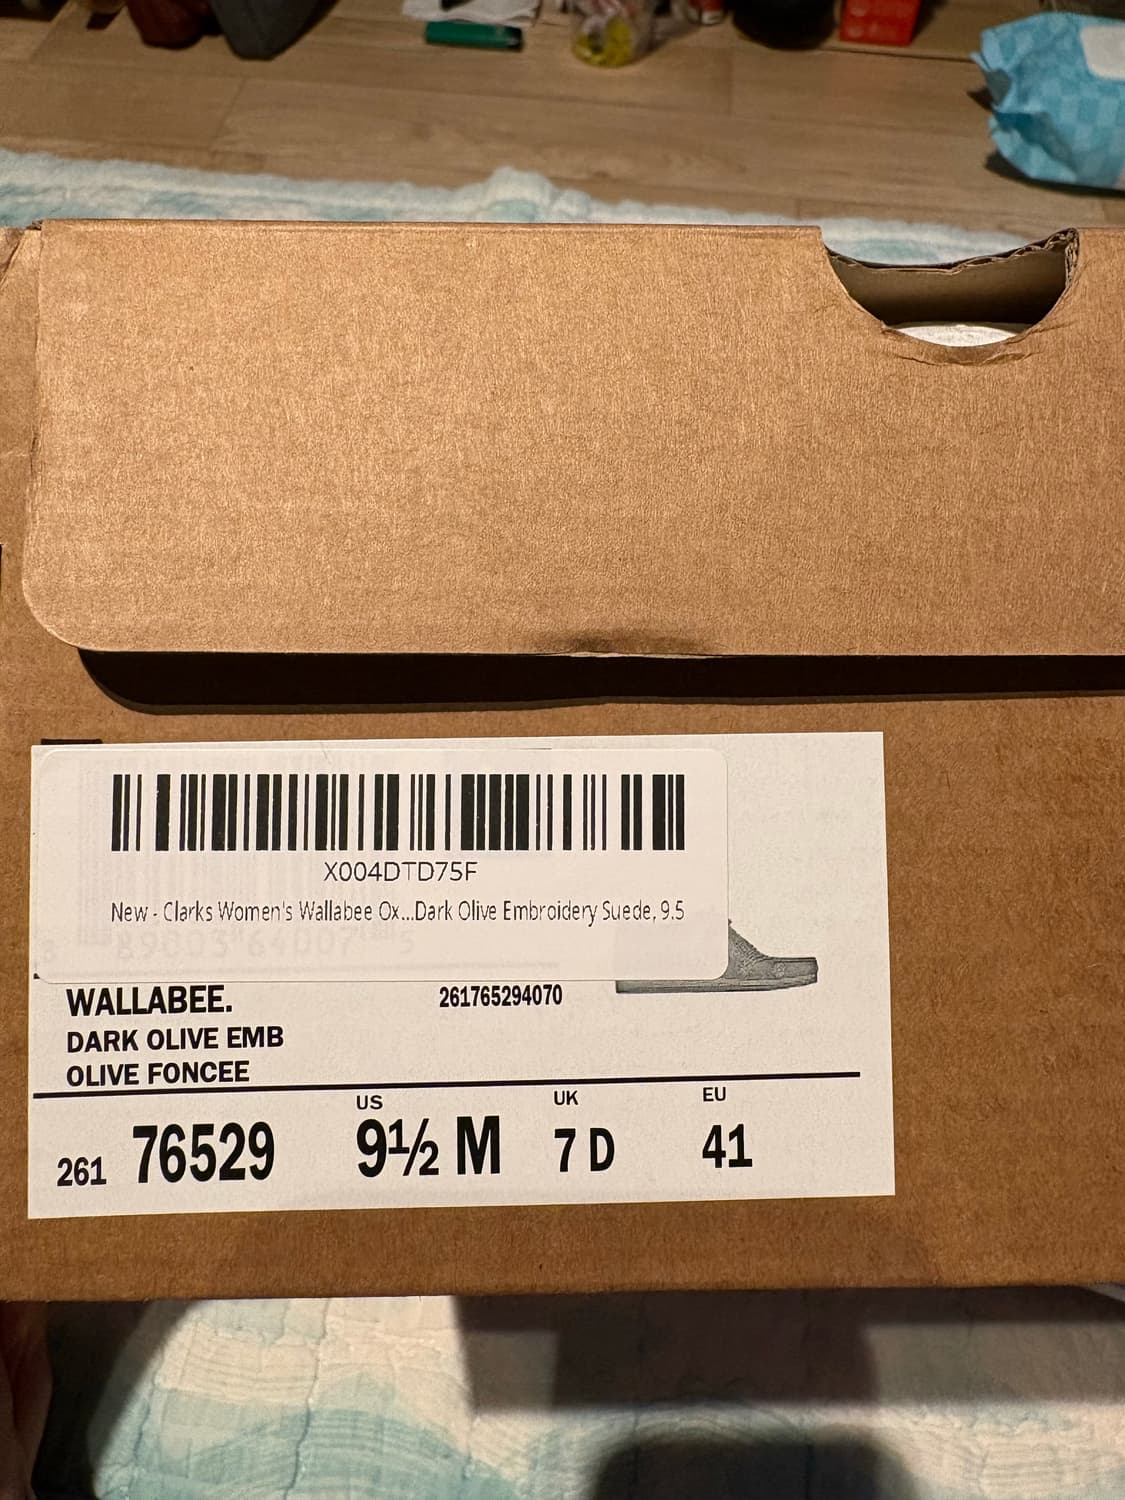 X004DTD75F
New - Clarks Women's Wallabee Ox...Dark Olive Embroidery Suede, 9.5
WALLABEE. 261765294070
DARK OLIVE EMB
OLIVE FONCEE
US UK EU
261 76529 9½ M 7 D 41